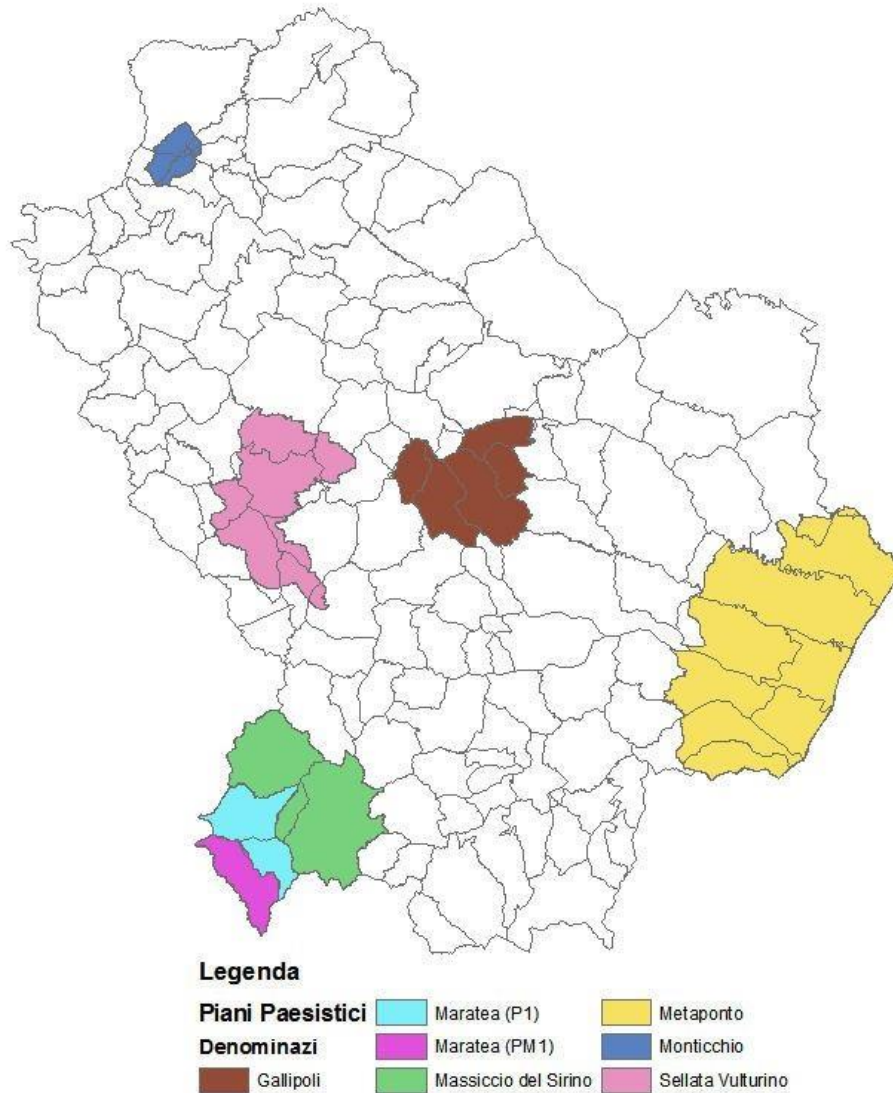 Legenda
Piani Paesistici
Denominazi
Gallipoli
Maratea (P1)
Maratea (PM1)
Massiccio del Sirino
Metaponto
Monticchio
Sellata Vulturino